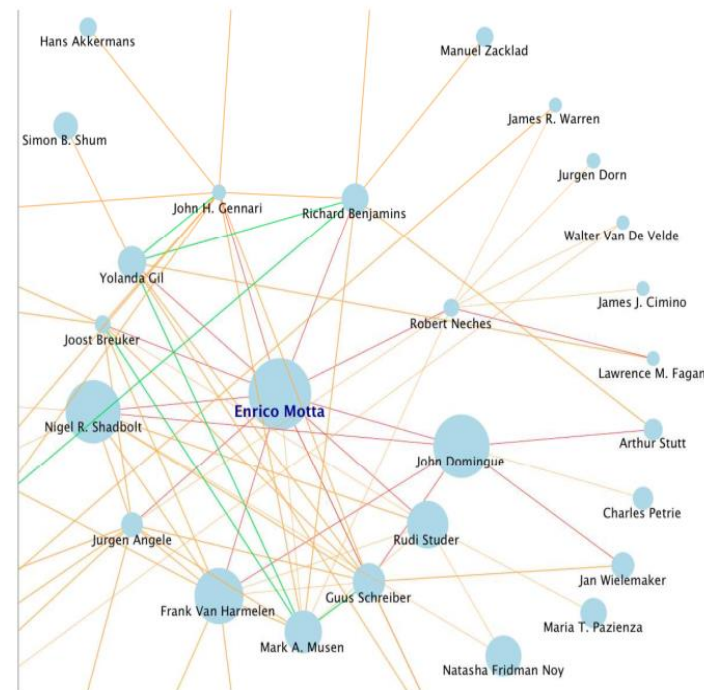 Hans Akkermans
Manuel Zacklad
James R. Warren
Simon B. Shum
Jurgen Dorn
John H. Gennari
Richard Benjamins
Walter Van De Velde
Yolanda Gil
James J. Cimino
Robert Neches
Joost Breuker
Lawrence M. Fagan
Enrico Motta
Nigel R. Shadbolt
Arthur Stutt
John Domingue
Charles Petrie
Jurgen Angele
Rudi Studer
Jan Wielemaker
Guus Schreiber
Frank Van Harmelen
Maria T. Pazienza
Mark A. Musen
Natasha Fridman Noy